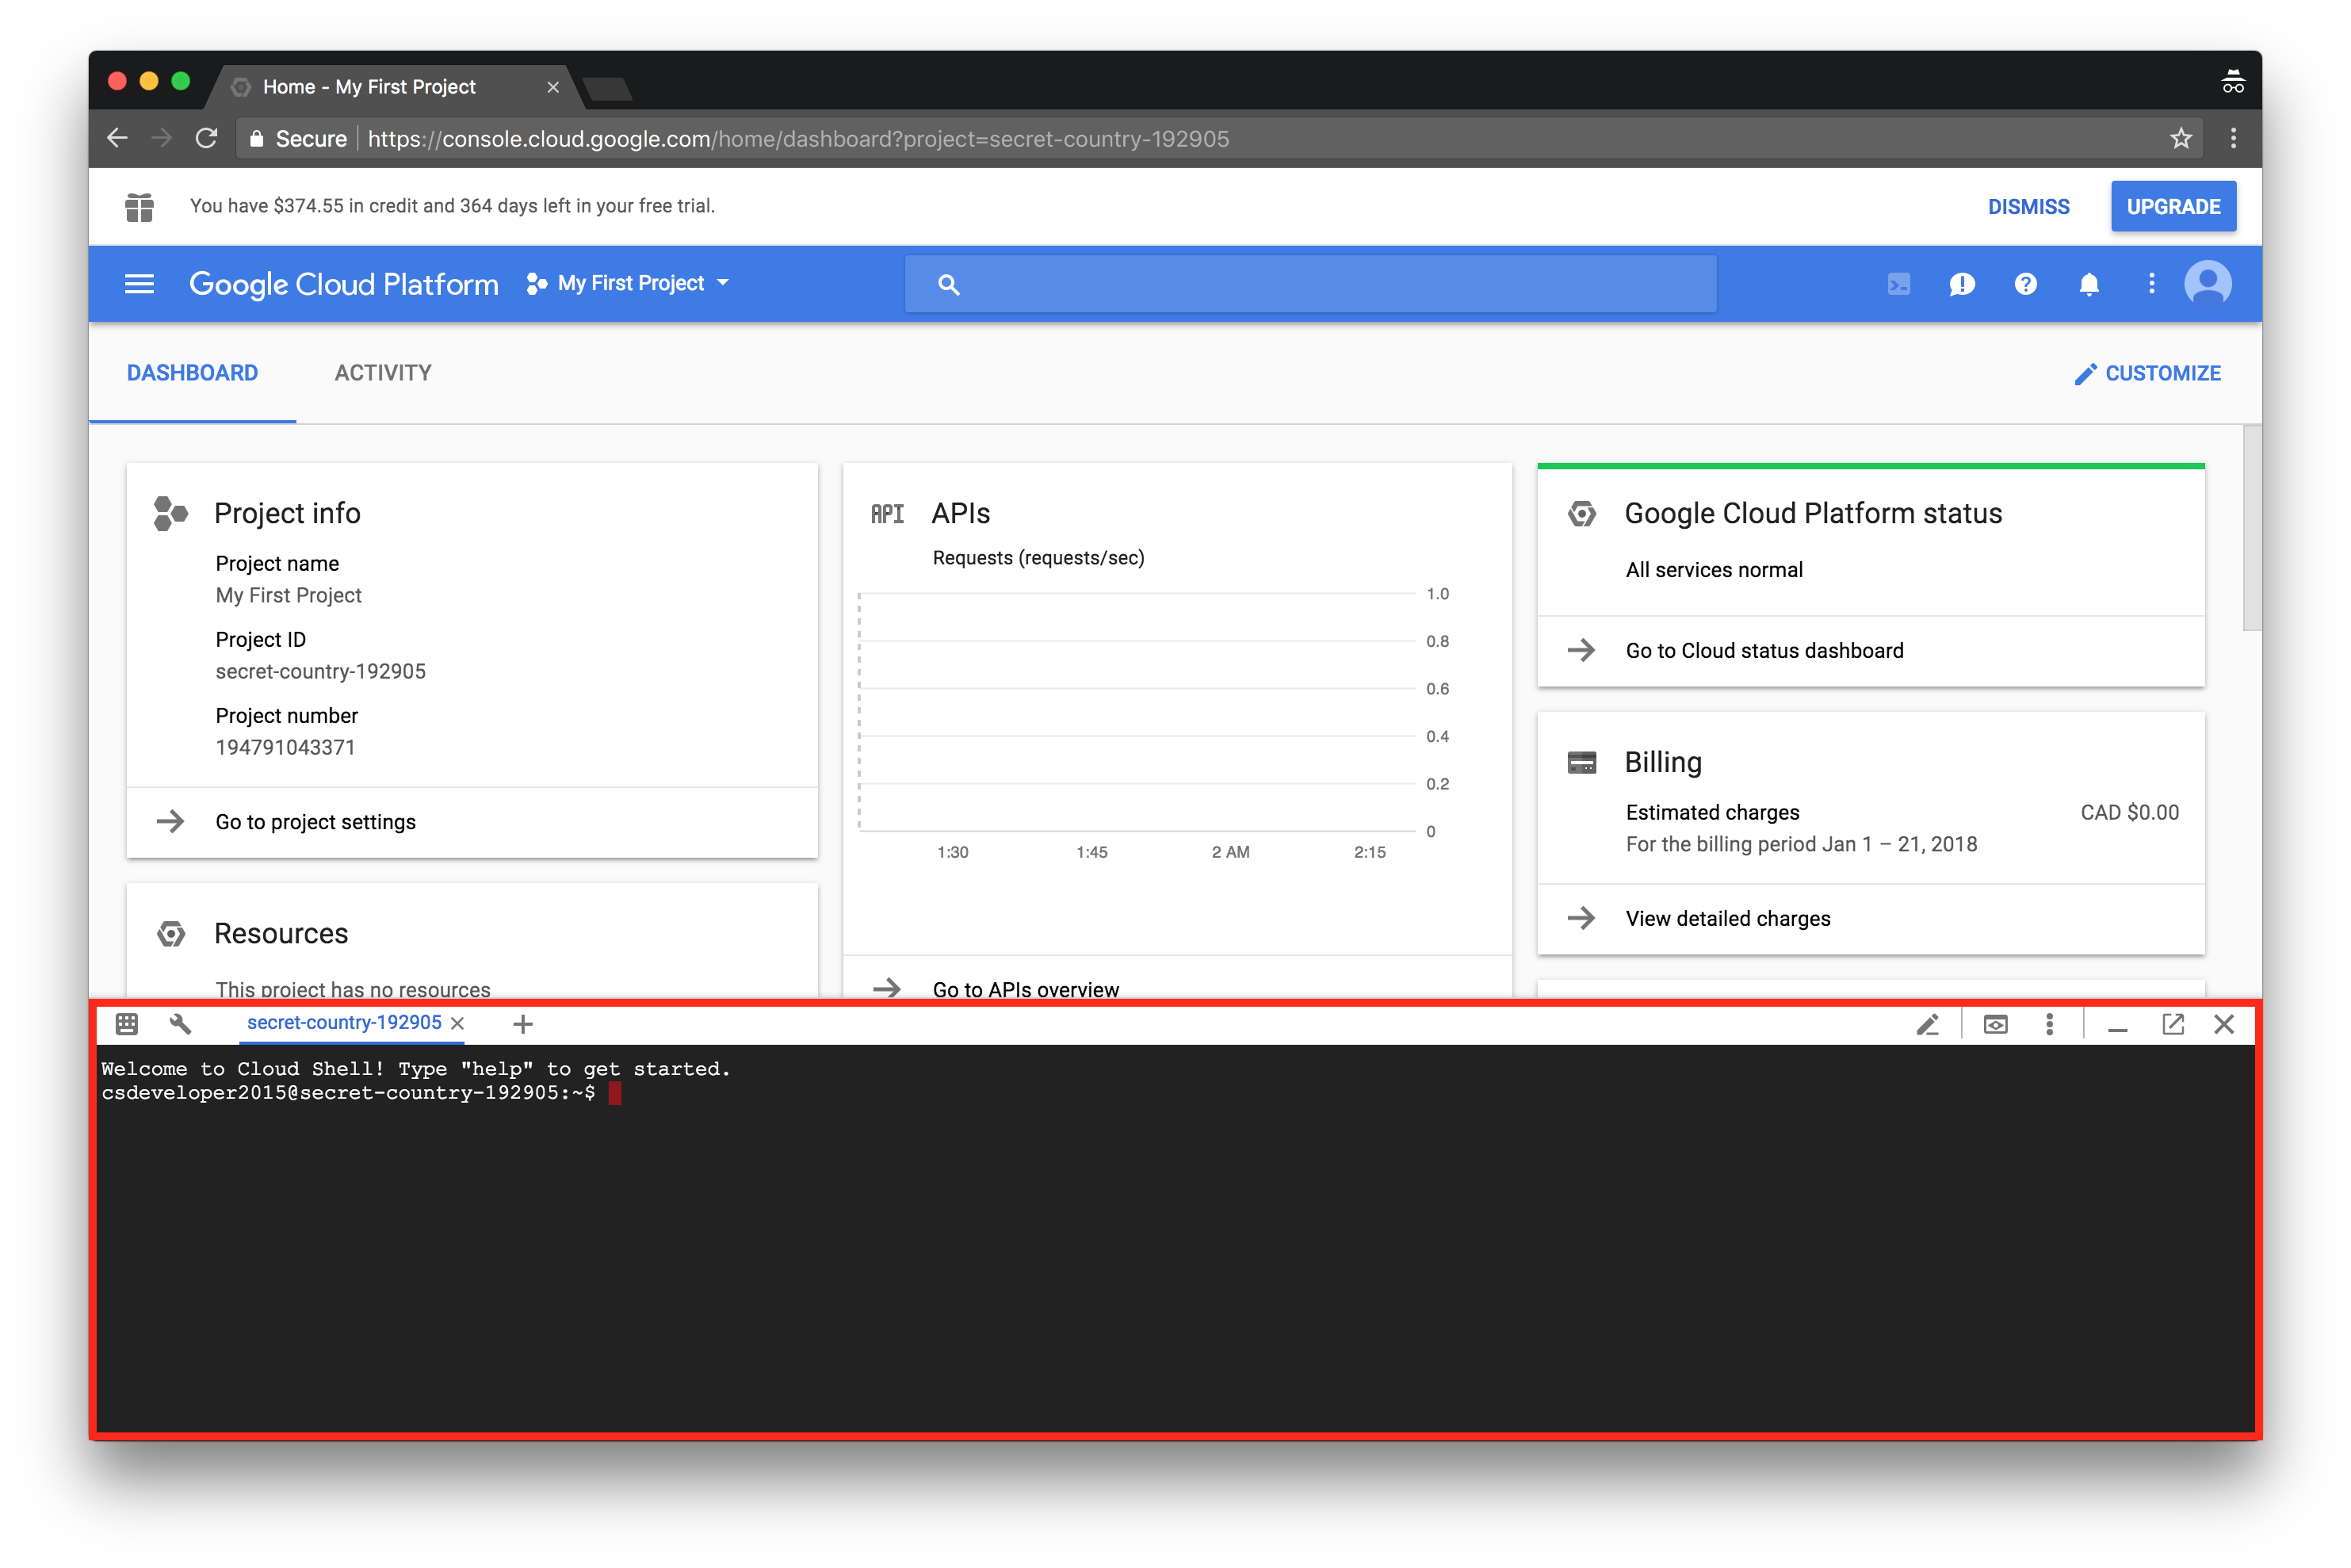 Home - My First Project
Secure https://console.cloud.google.com/home/dashboard?project=secret-country-192905
You have $374.55 in credit and 364 days left in your free trial.
DISMISS
UPGRADE
Google Cloud Platform
My First Project
DASHBOARD
ACTIVITY
CUSTOMIZE
Project info
Project name
My First Project
Project ID
secret-country-192905
Project number
194791043371
Go to project settings
Resources
This project has no resources
API
APIs
Requests (requests/sec)
1.0
0.8
0.6
0.4
0.2
0
1:30
1:45
2 AM
2:15
Go to APIs overview
Google Cloud Platform status
All services normal
Go to Cloud status dashboard
Billing
Estimated charges
CAD $0.00
For the billing period Jan 1 – 21, 2018
View detailed charges
secret-country-192905
Welcome to Cloud Shell! Type "help" to get started.
csdeveloper2015@secret-country-192905:~$